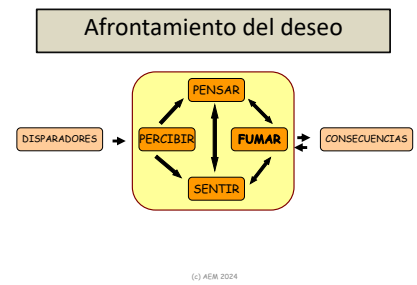 Afrontamiento del deseo
PENSAR
DISPARADORES
PERCIBIR
FUMAR
CONSECUENCIAS
SENTIR
(c) AEM 2024